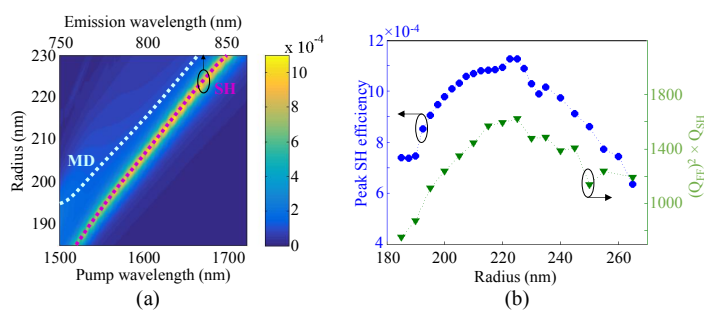 Emission wavelength (nm)
750 800 850
230
220
210
200
190
Radius (nm)
MD
SH
1500 1600 1700
Pump wavelength (nm)
(a)
x 10⁻⁴
10
8
6
4
2
0
12 ×10⁻⁴
10
8
6
4
Peak SH efficiency
1800
1400
1000
(Q_FF)² × Q_SH
180 200 220 240 260
Radius (nm)
(b)